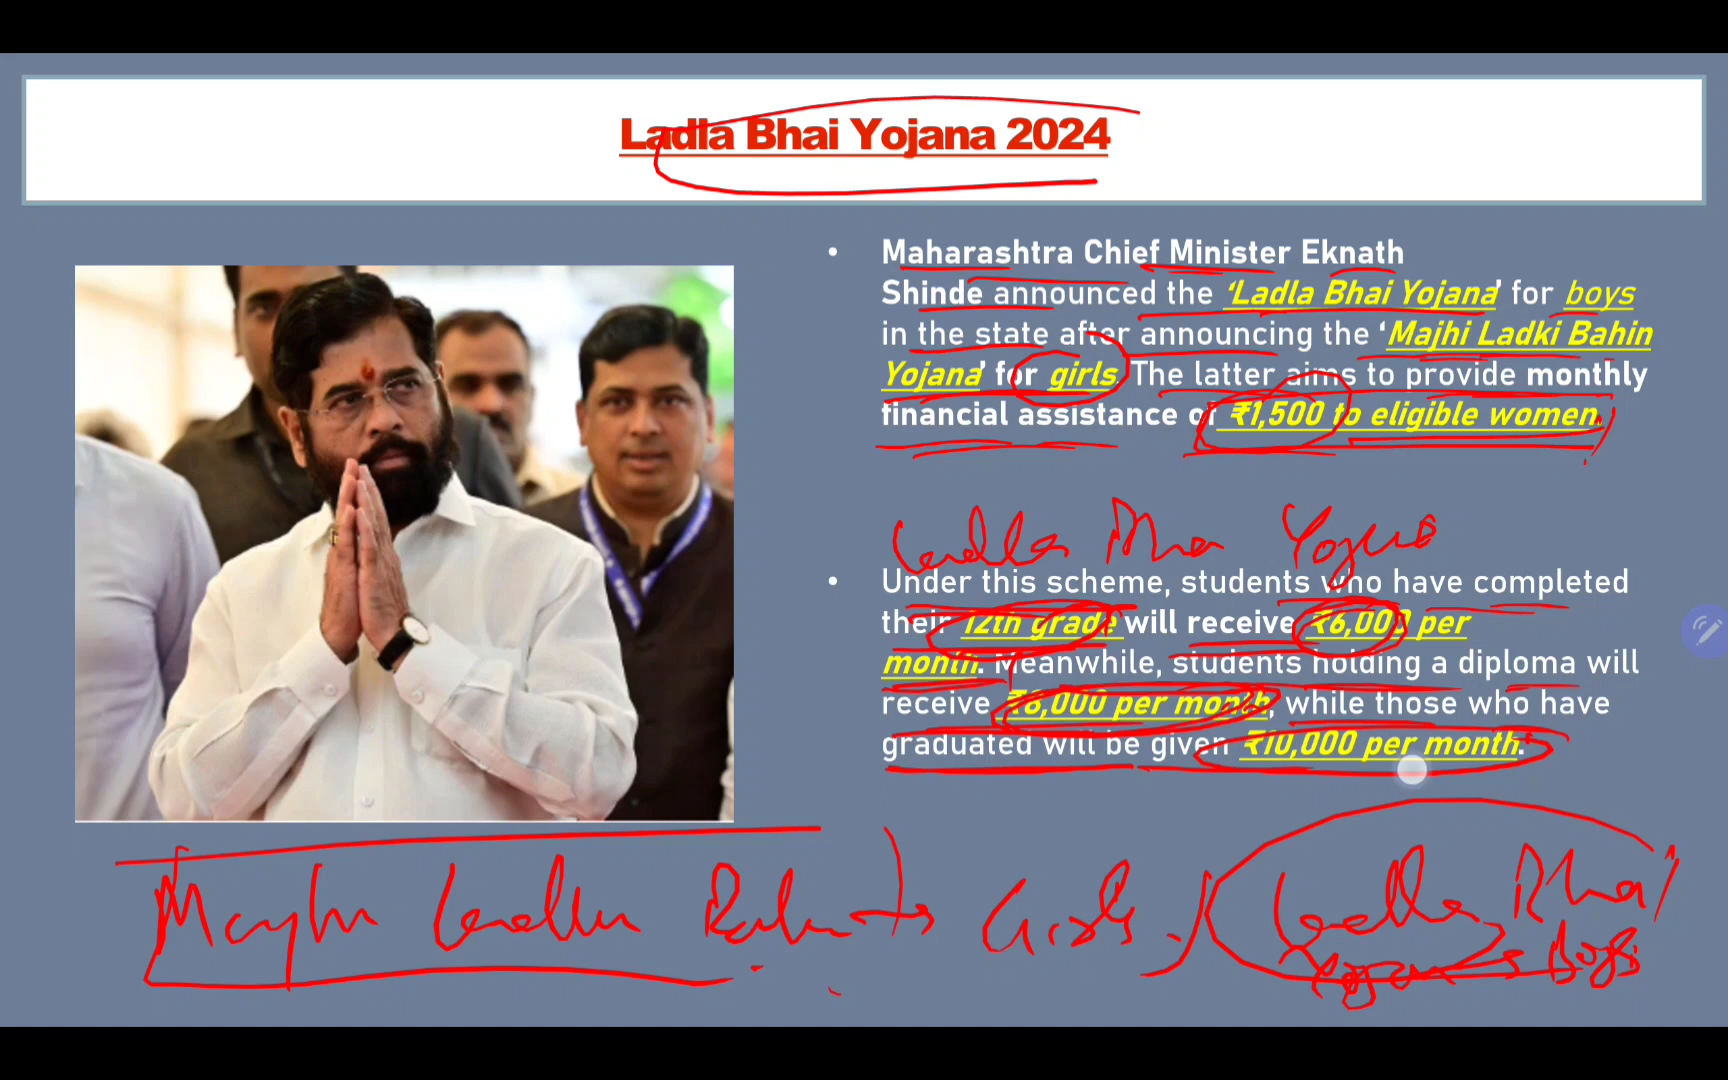 Ladla Bhai Yojana 2024
• Maharashtra Chief Minister Eknath
Shinde announced the ‘Ladla Bhai Yojana’ for boys
in the state after announcing the ‘Majhi Ladki Bahin
Yojana’ for girls. The latter aims to provide monthly
financial assistance of ₹1,500 to eligible women.
Ladla Bhai Yojna
• Under this scheme, students who have completed
their 12th grade will receive ₹6,000 per
month. Meanwhile, students holding a diploma will
receive ₹8,000 per month, while those who have
graduated will be given ₹10,000 per month.
Girls
Ladla Bhai
Boys